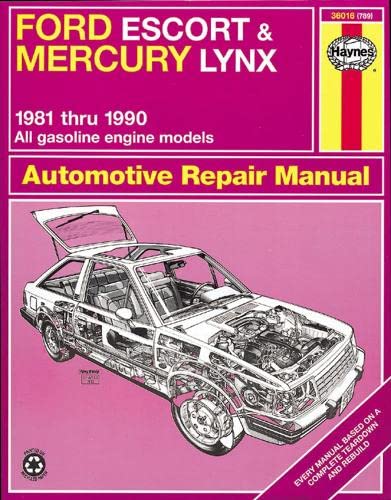 FORD ESCORT &
MERCURY LYNX
36016 (789)
Haynes
®
1981 thru 1990
All gasoline engine models
Automotive Repair Manual
EVERY MANUAL BASED ON A
COMPLETE TEARDOWN
AND REBUILD